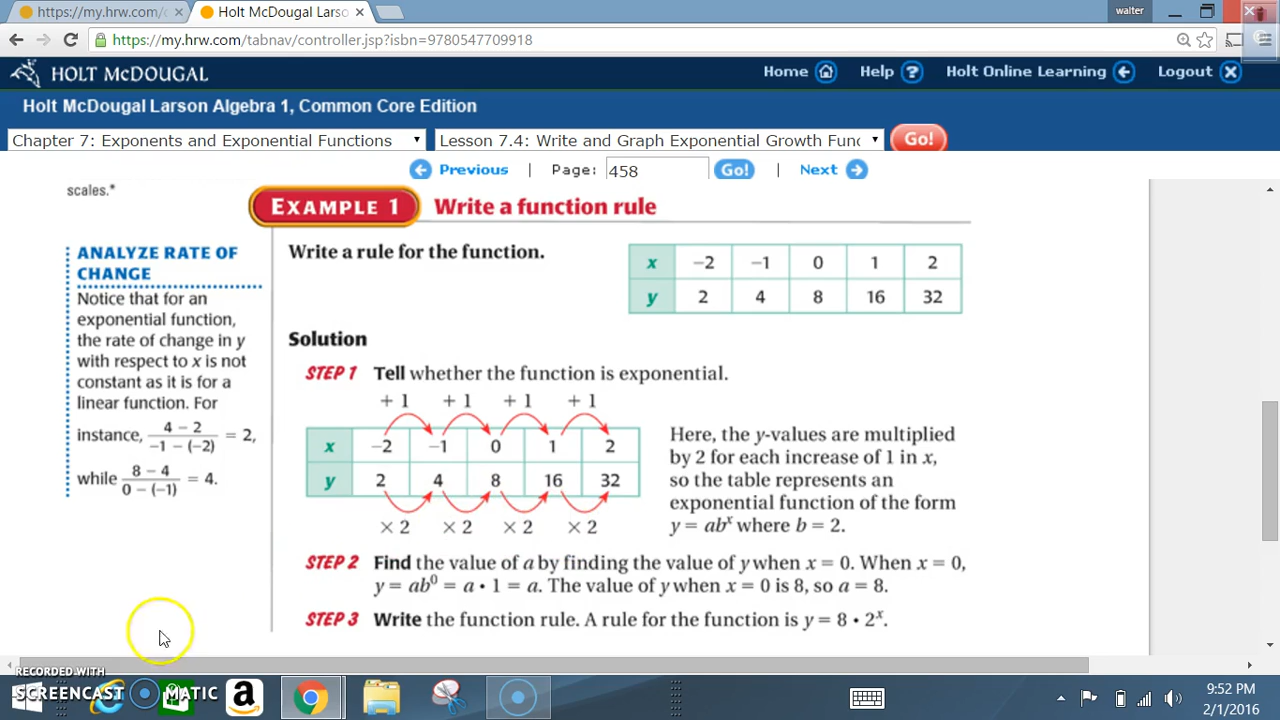 https://my.hrw.com/
Holt McDougal Larso
walter
https://my.hrw.com/tabnav/controller.jsp?isbn=9780547709918
HOLT MCDOUGAL
Home
Help ?
Holt Online Learning
Logout
Holt McDougal Larson Algebra 1, Common Core Edition
Chapter 7: Exponents and Exponential Functions
Lesson 7.4: Write and Graph Exponential Growth Func
Go!
Previous | Page: 458 Go! | Next
scales.*
EXAMPLE 1 Write a function rule
ANALYZE RATE OF
CHANGE
Notice that for an
exponential function,
the rate of change in y
with respect to x is not
constant as it is for a
linear function. For
instance, (4 − 2)/(−1 − (−2)) = 2,
while (8 − 4)/(0 − (−1)) = 4.
Write a rule for the function.
x −2 −1 0 1 2
y 2 4 8 16 32
Solution
STEP 1 Tell whether the function is exponential.
+ 1 + 1 + 1 + 1
x −2 −1 0 1 2
y 2 4 8 16 32
× 2 × 2 × 2 × 2
Here, the y-values are multiplied
by 2 for each increase of 1 in x,
so the table represents an
exponential function of the form
y = abˣ where b = 2.
STEP 2 Find the value of a by finding the value of y when x = 0. When x = 0,
y = ab⁰ = a • 1 = a. The value of y when x = 0 is 8, so a = 8.
STEP 3 Write the function rule. A rule for the function is y = 8 • 2ˣ.
RECORDED WITH
SCREENCAST MATIC
9:52 PM
2/1/2016